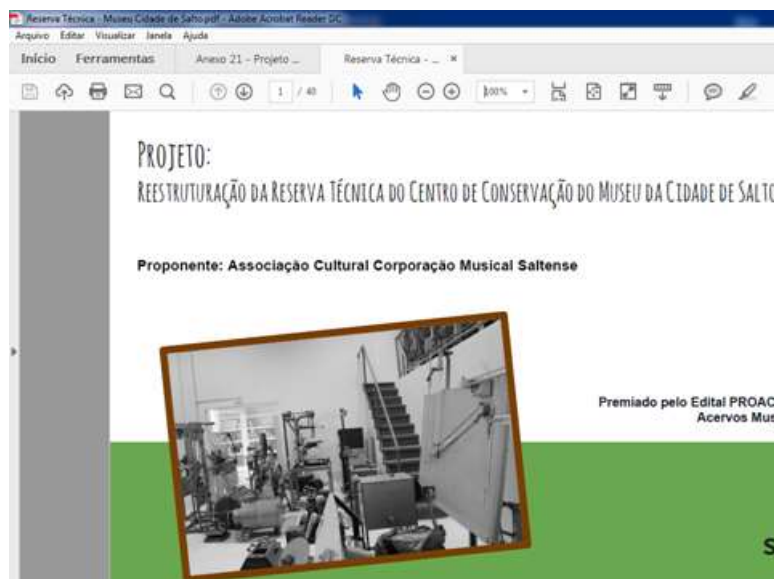 Reserva Técnica - Museu Cidade de Salto.pdf - Adobe Acrobat Reader DC
Arquivo Editar Visualizar Janela Ajuda
Início Ferramentas Anexo 21 - Projeto ... Reserva Técnica - ... ×
1 / 40 100%
PROJETO:
REESTRUTURAÇÃO DA RESERVA TÉCNICA DO CENTRO DE CONSERVAÇÃO DO MUSEU DA CIDADE DE SALTO
Proponente: Associação Cultural Corporação Musical Saltense
Premiado pelo Edital PROAC
Acervos Mus
S